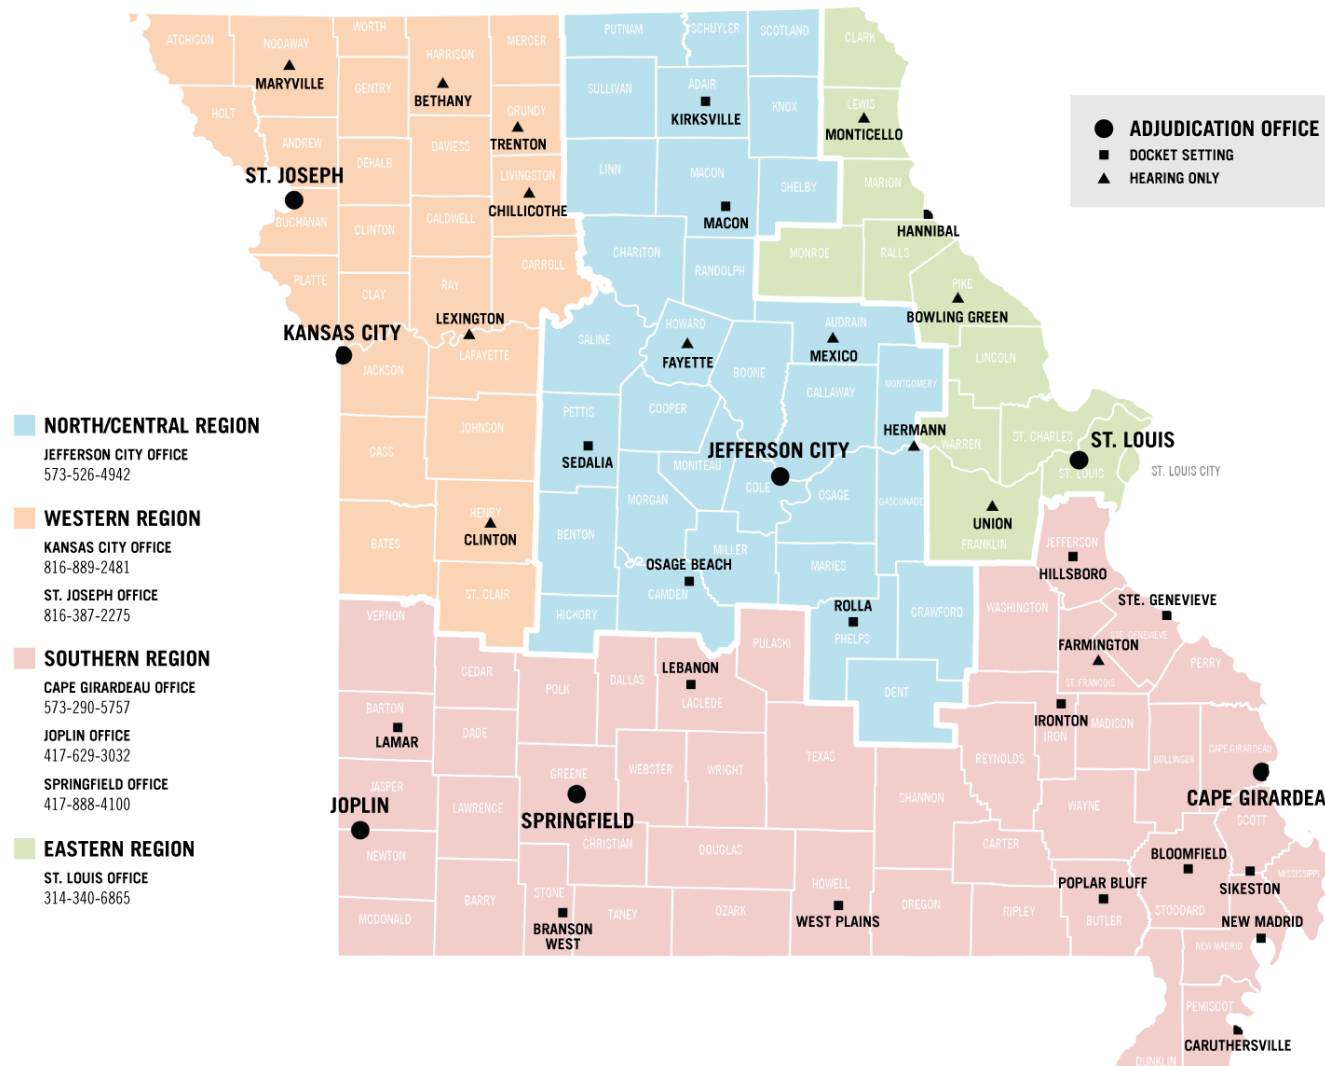 ATCHISON
NODAWAY
MARYVILLE
WORTH
HARRISON
BETHANY
MERCER
PUTNAM
SCHUYLER
SCOTLAND
CLARK
HOLT
GENTRY
GRUNDY
TRENTON
SULLIVAN
ADAIR
KIRKSVILLE
KNOX
LEWIS
MONTICELLO
ADJUDICATION OFFICE
DOCKET SETTING
HEARING ONLY
ANDREW
DEKALB
DAVIESS
LIVINGSTON
CHILLICOTHE
LINN
MACON
MACON
SHELBY
MARION
HANNIBAL
ST. JOSEPH
BUCHANAN
CLINTON
CALDWELL
CARROLL
CHARITON
RANDOLPH
MONROE
RALLS
PLATTE
CLAY
RAY
LEXINGTON
PIKE
BOWLING GREEN
KANSAS CITY
JACKSON
LAFAYETTE
SALINE
HOWARD
FAYETTE
BOONE
AUDRAIN
MEXICO
LINCOLN
CALLAWAY
MONTGOMERY
HERMANN
WARREN
ST. CHARLES
ST. LOUIS
ST. LOUIS
ST. LOUIS CITY
CASS
JOHNSON
PETTIS
SEDALIA
COOPER
MONITEAU
JEFFERSON CITY
COLE
OSAGE
GASCONADE
UNION
FRANKLIN
BATES
HENRY
CLINTON
BENTON
MORGAN
MILLER
OSAGE BEACH
CAMDEN
MARIES
JEFFERSON
HILLSBORO
ST. CLAIR
HICKORY
ROLLA
PHELPS
CRAWFORD
WASHINGTON
STE. GENEVIEVE
STE. GENEVIEVE
FARMINGTON
ST. FRANCOIS
PERRY
NORTH/CENTRAL REGION
JEFFERSON CITY OFFICE
573-526-4942
WESTERN REGION
KANSAS CITY OFFICE
816-889-2481
ST. JOSEPH OFFICE
816-387-2275
SOUTHERN REGION
CAPE GIRARDEAU OFFICE
573-290-5757
JOPLIN OFFICE
417-629-3032
SPRINGFIELD OFFICE
417-888-4100
EASTERN REGION
ST. LOUIS OFFICE
314-340-6865
VERNON
CEDAR
POLK
DALLAS
LEBANON
LACLEDE
PULASKI
DENT
IRONTON
IRON
MADISON
BARTON
LAMAR
DADE
GREENE
SPRINGFIELD
WEBSTER
WRIGHT
TEXAS
REYNOLDS
BOLLINGER
CAPE GIRARDEAU
CAPE GIRARDEA
JASPER
JOPLIN
LAWRENCE
SHANNON
WAYNE
SCOTT
NEWTON
CHRISTIAN
DOUGLAS
CARTER
BLOOMFIELD
SIKESTON
MISSISSIPPI
MCDONALD
BARRY
STONE
BRANSON
WEST
TANEY
OZARK
HOWELL
WEST PLAINS
OREGON
RIPLEY
POPLAR BLUFF
BUTLER
STODDARD
NEW MADRID
NEW MADRID
PEMISCOT
CARUTHERSVILLE
DUNKLIN